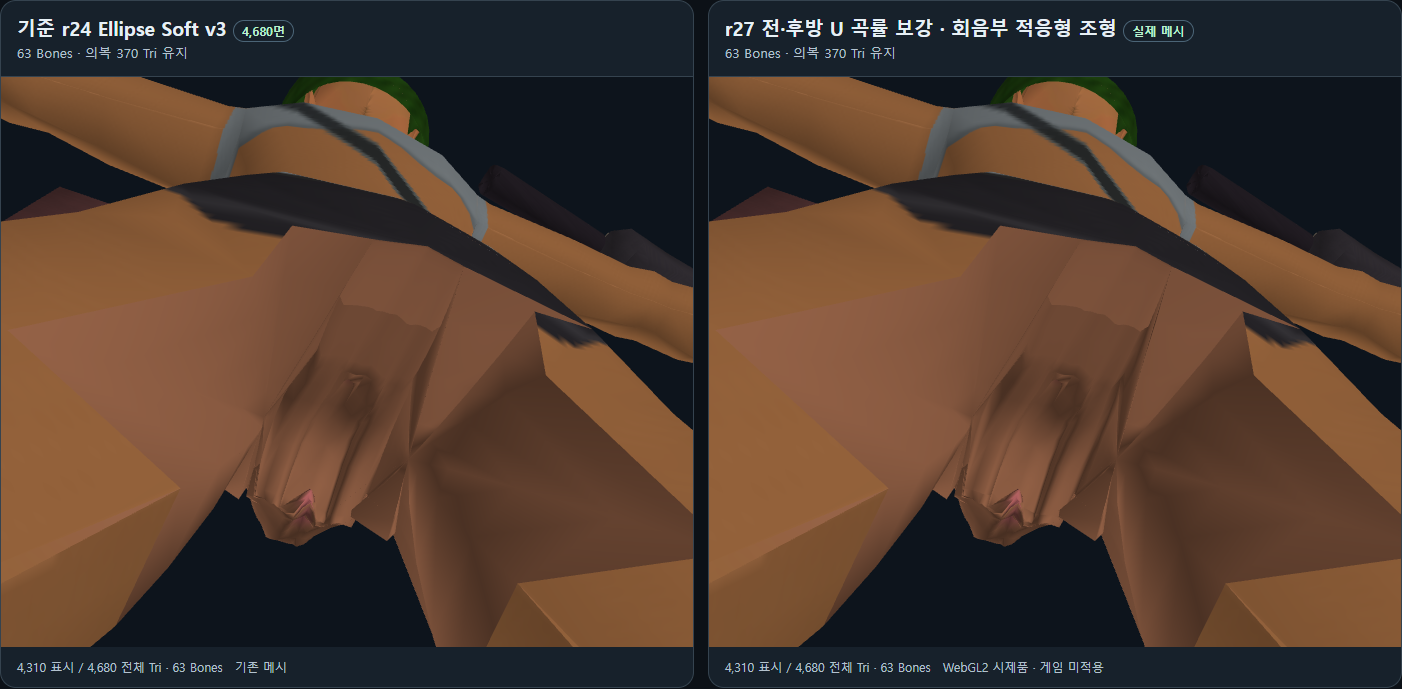 기준 r24 Ellipse Soft v3 4,680면
63 Bones · 의복 370 Tri 유지
4,310 표시 / 4,680 전체 Tri · 63 Bones 기존 메시
r27 전·후방 U 곡률 보강 · 회음부 적응형 조형 실제 메시
63 Bones · 의복 370 Tri 유지
4,310 표시 / 4,680 전체 Tri · 63 Bones WebGL2 시제품 · 게임 미적용